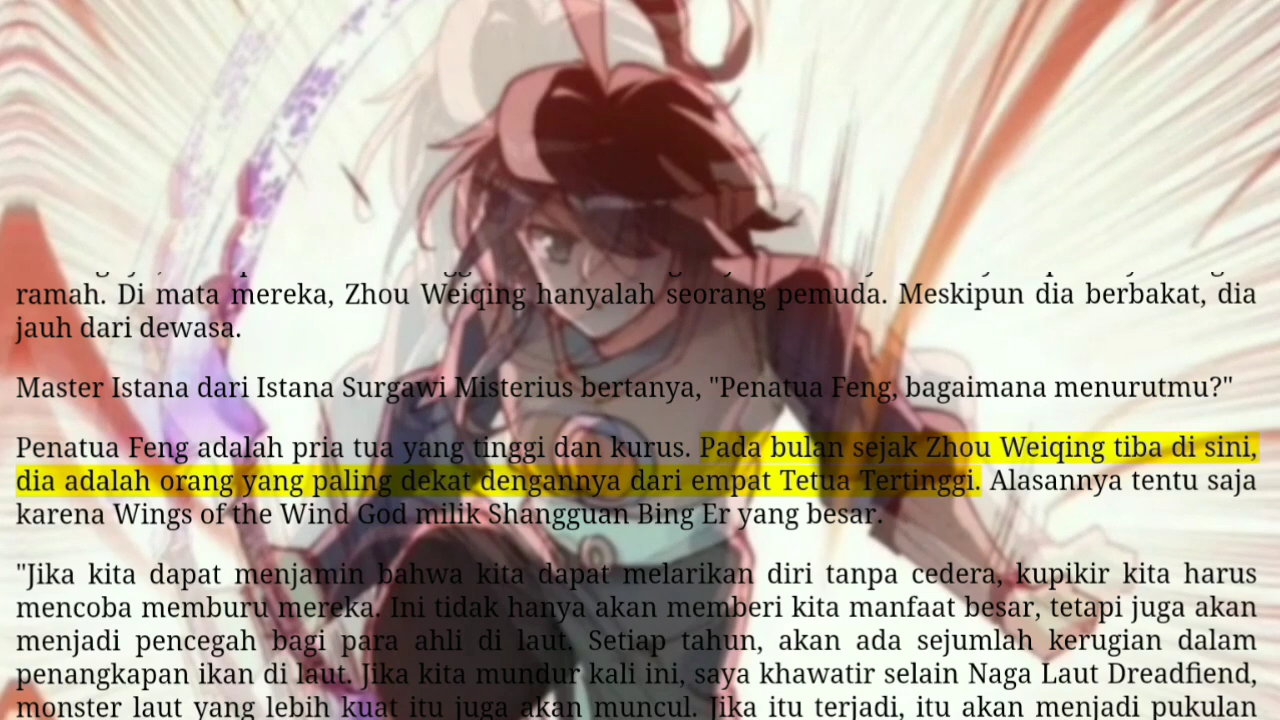 ramah. Di mata mereka, Zhou Weiqing hanyalah seorang pemuda. Meskipun dia berbakat, dia
jauh dari dewasa.
Master Istana dari Istana Surgawi Misterius bertanya, "Penatua Feng, bagaimana menurutmu?"
Penatua Feng adalah pria tua yang tinggi dan kurus. Pada bulan sejak Zhou Weiqing tiba di sini,
dia adalah orang yang paling dekat dengannya dari empat Tetua Tertinggi. Alasannya tentu saja
karena Wings of the Wind God milik Shangguan Bing Er yang besar.
"Jika kita dapat menjamin bahwa kita dapat melarikan diri tanpa cedera, kupikir kita harus
mencoba memburu mereka. Ini tidak hanya akan memberi kita manfaat besar, tetapi juga akan
menjadi pencegah bagi para ahli di laut. Setiap tahun, akan ada sejumlah kerugian dalam
penangkapan ikan di laut. Jika kita mundur kali ini, saya khawatir selain Naga Laut Dreadfiend,
monster laut yang lebih kuat itu juga akan muncul. Jika itu terjadi, itu akan menjadi pukulan